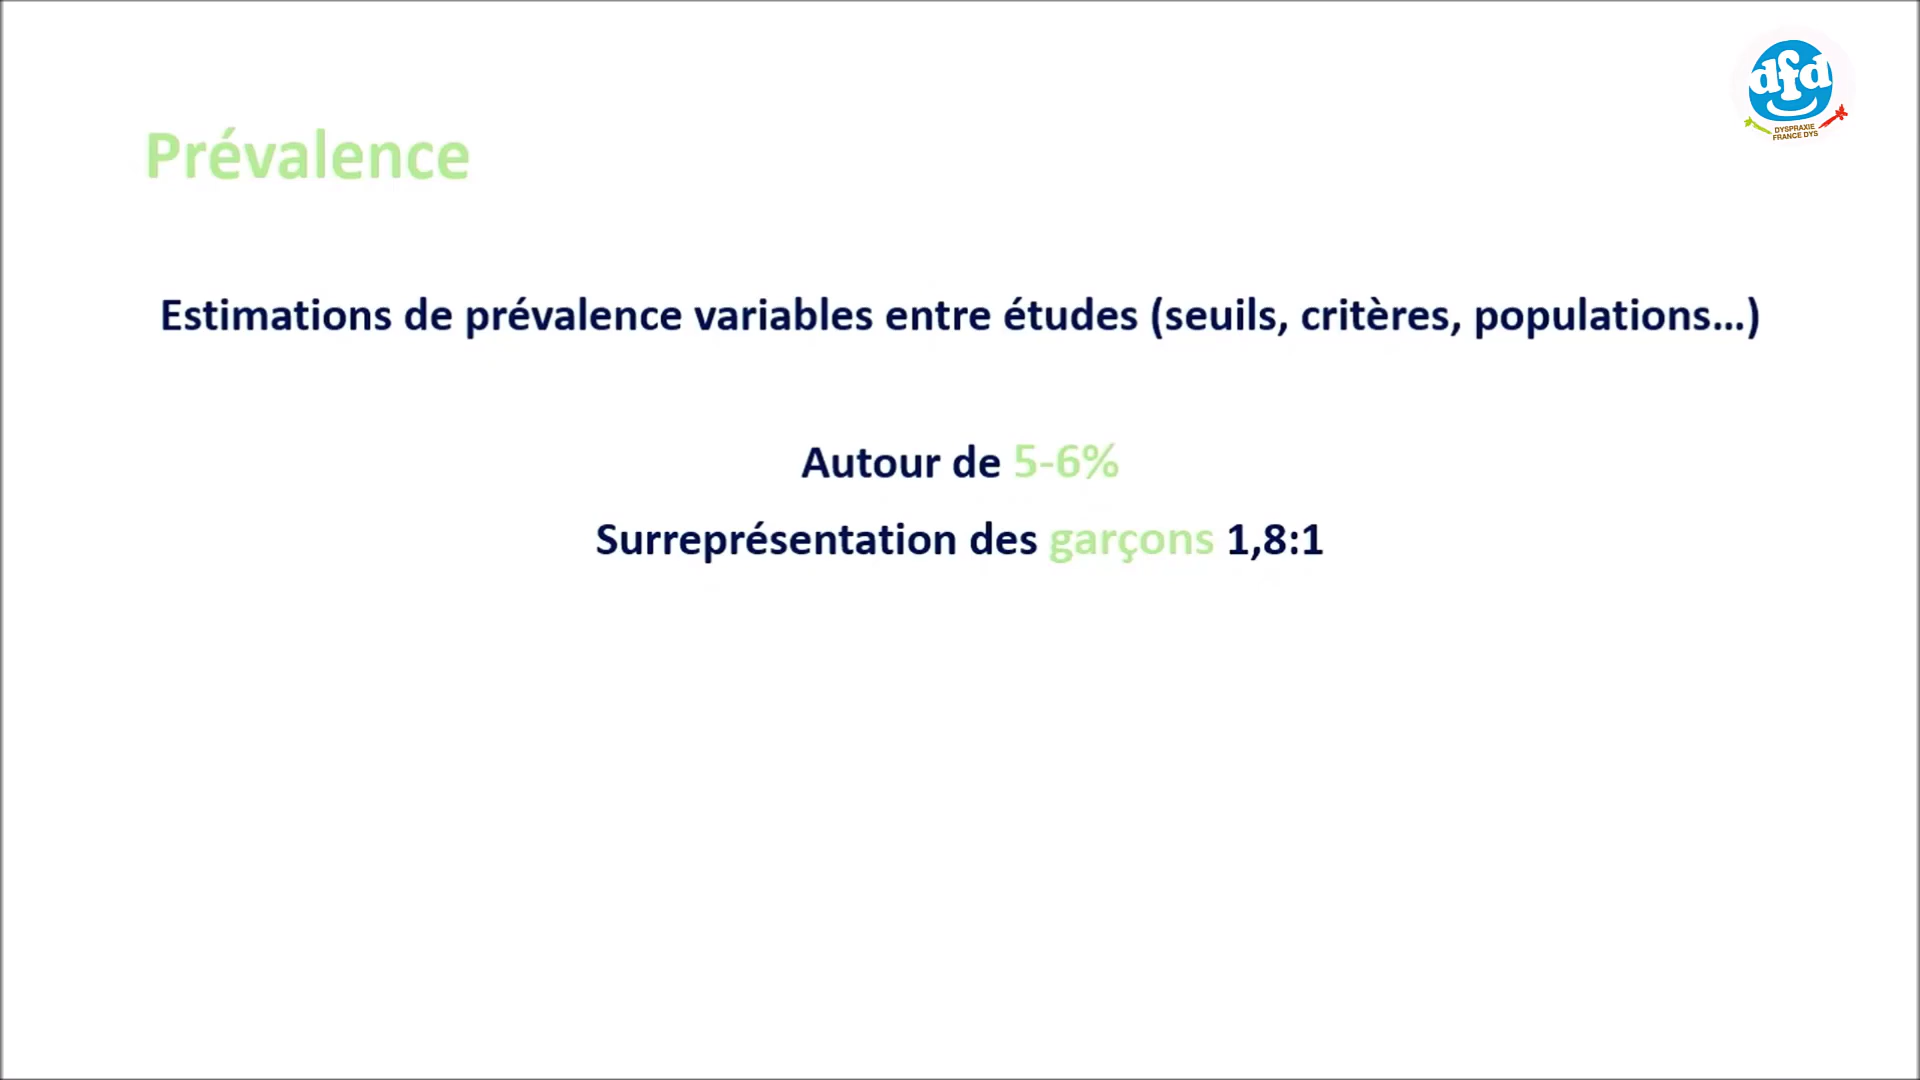 dfd
DYSPRAXIE
FRANCE DYS
Prévalence
Estimations de prévalence variables entre études (seuils, critères, populations...)
Autour de 5-6%
Surreprésentation des garçons 1,8:1